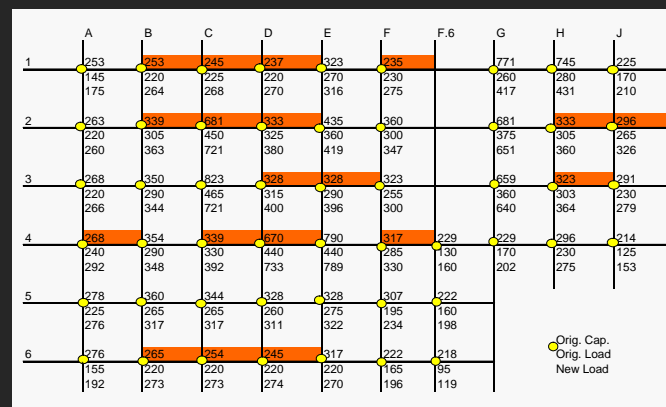 A B C D E F F.6 G H J
1 253 253 245 237 323 235 771 745 225
145 220 225 220 270 230 260 280 170
175 264 268 270 316 275 417 431 210
2 263 339 681 333 435 360 681 333 296
220 305 450 325 360 300 375 305 265
260 363 721 380 419 347 651 360 326
3 268 350 823 328 328 323 659 323 291
220 290 465 315 290 255 360 303 230
266 344 721 400 396 300 640 364 279
4 268 354 339 670 790 317 229 229 296 214
240 290 330 440 440 285 130 170 230 125
292 348 392 733 789 330 160 202 275 153
5 278 360 344 328 328 307 222
225 265 265 260 275 195 160
276 317 317 311 322 234 198
6 276 265 254 245 317 222 218
155 220 220 220 220 165 95
192 273 273 274 270 196 119
Orig. Cap.
Orig. Load
New Load